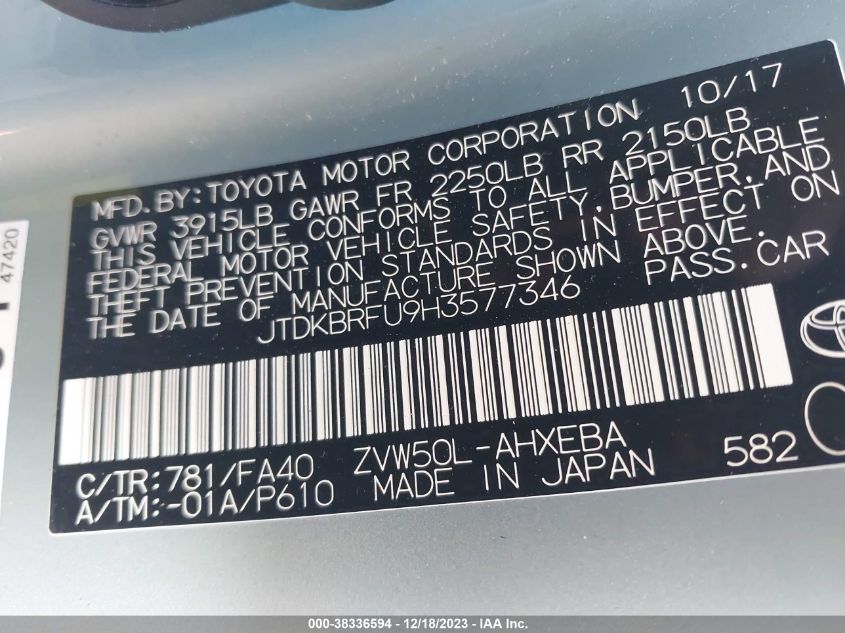 MFD. BY: TOYOTA MOTOR CORPORATION 10/17
GVWR 3915LB GAWR FR 2250LB RR 2150LB
THIS VEHICLE CONFORMS TO ALL APPLICABLE
FEDERAL MOTOR VEHICLE SAFETY, BUMPER, AND
THEFT PREVENTION STANDARDS IN EFFECT ON
THE DATE OF MANUFACTURE SHOWN ABOVE.
JTDKBRFU9H3577346 PASS. CAR
C/TR: 781/FA40 ZVW50L-AHXEBA
A/TM: -01A/P610 MADE IN JAPAN 582
47420
000-38336594 - 12/18/2023 - IAA Inc.